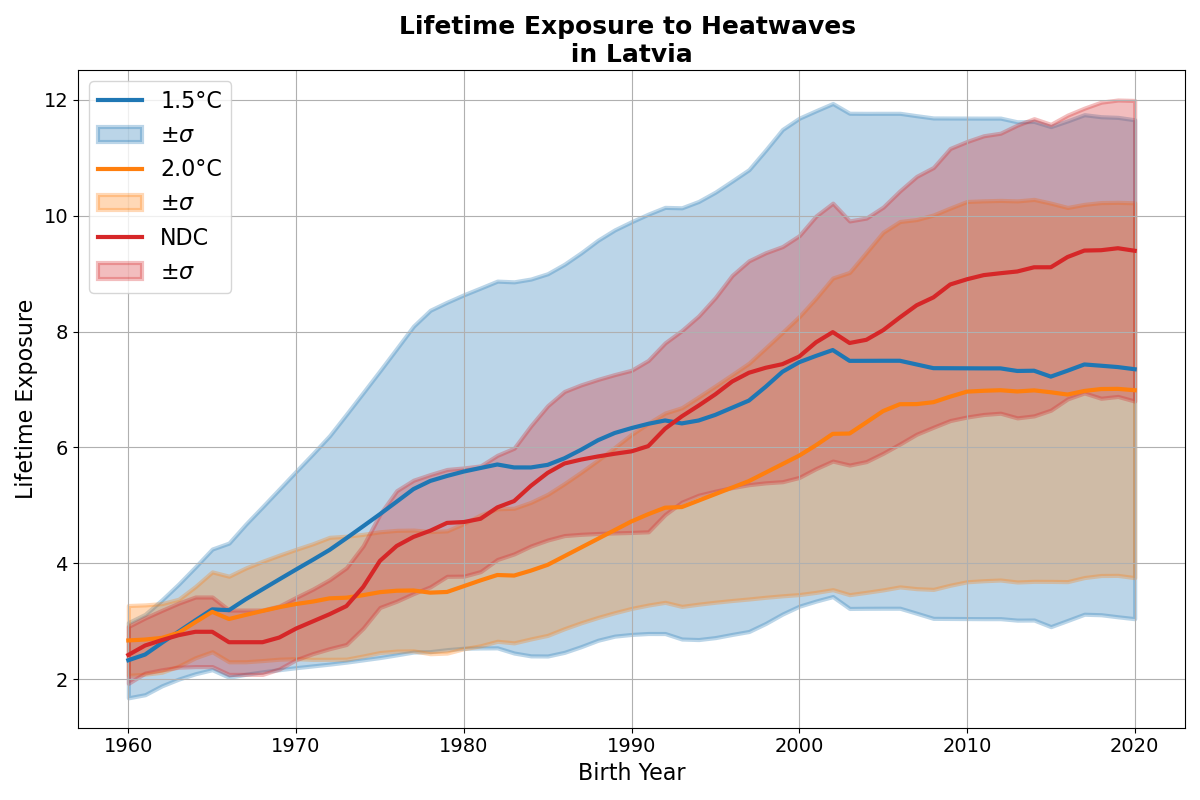 Lifetime Exposure to Heatwaves
in Latvia
1.5°C
±σ
2.0°C
±σ
NDC
±σ
Lifetime Exposure
12
10
8
6
4
2
1960
1970
1980
1990
2000
2010
2020
Birth Year